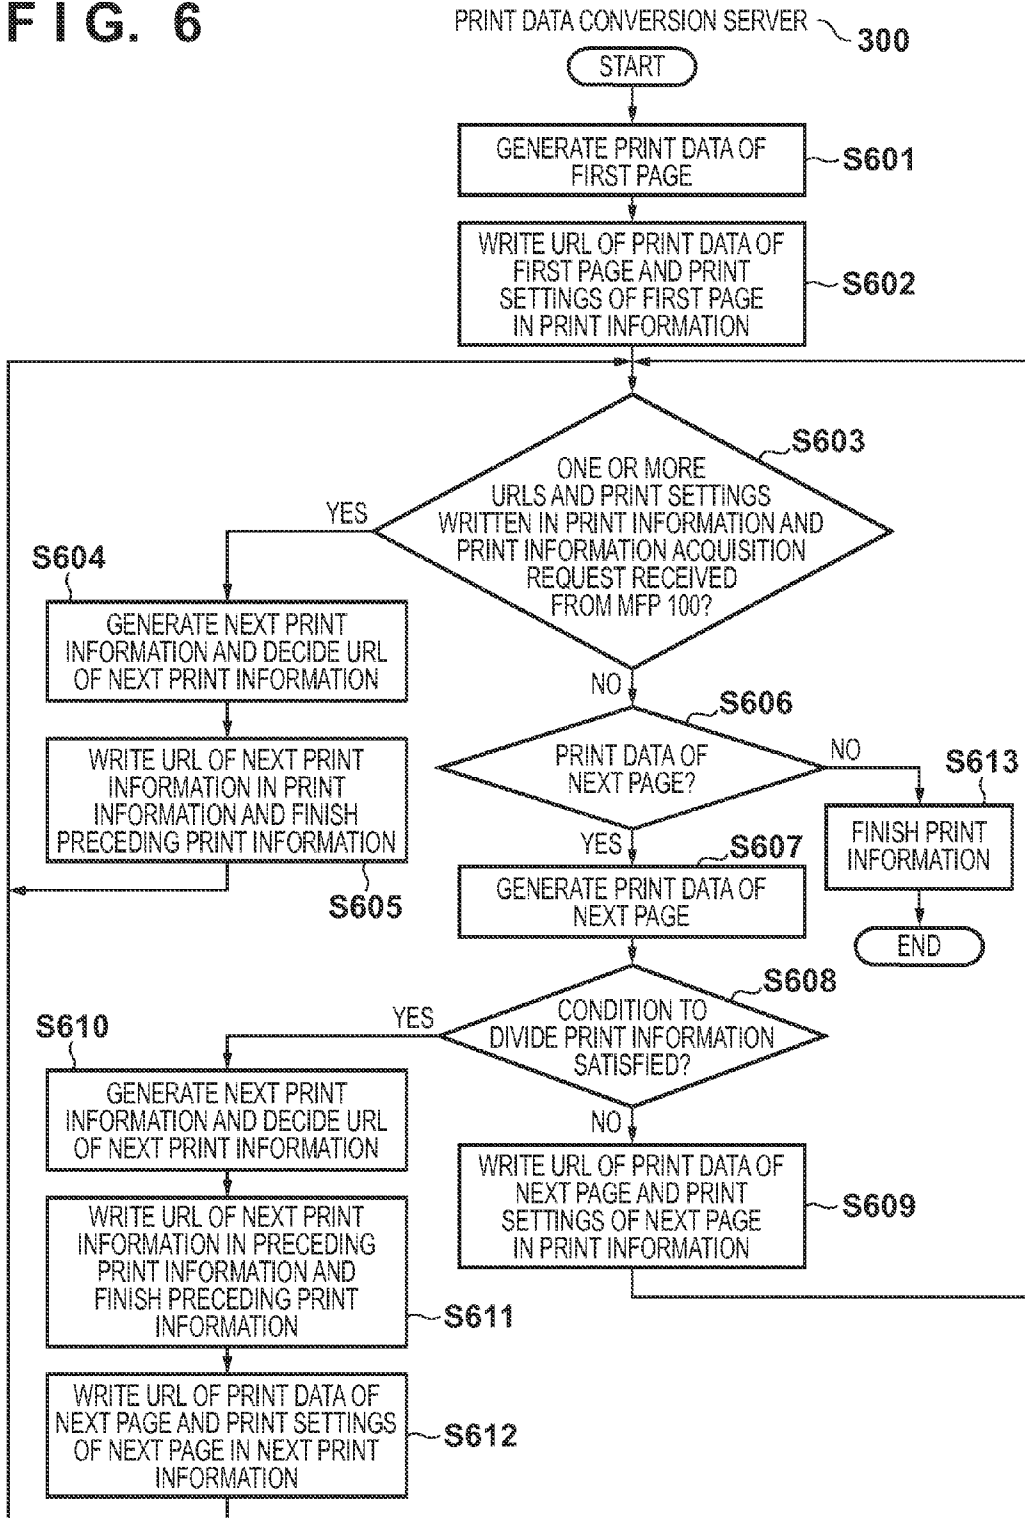 FIG. 6
PRINT DATA CONVERSION SERVER
300
START
GENERATE PRINT DATA OF
FIRST PAGE
S601
WRITE URL OF PRINT DATA OF
FIRST PAGE AND PRINT
SETTINGS OF FIRST PAGE
IN PRINT INFORMATION
S602
S603
ONE OR MORE
URLS AND PRINT SETTINGS
WRITTEN IN PRINT INFORMATION AND
PRINT INFORMATION ACQUISITION
REQUEST RECEIVED
FROM MFP 100?
YES
NO
S604
GENERATE NEXT PRINT
INFORMATION AND DECIDE URL
OF NEXT PRINT INFORMATION
WRITE URL OF NEXT PRINT
INFORMATION IN PRINT
INFORMATION AND FINISH
PRECEDING PRINT INFORMATION
S605
S606
PRINT DATA OF
NEXT PAGE?
NO
YES
S613
FINISH PRINT
INFORMATION
END
S607
GENERATE PRINT DATA OF
NEXT PAGE
S608
CONDITION TO
DIVIDE PRINT INFORMATION
SATISFIED?
YES
NO
WRITE URL OF PRINT DATA OF
NEXT PAGE AND PRINT
SETTINGS OF NEXT PAGE
IN PRINT INFORMATION
S609
S610
GENERATE NEXT PRINT
INFORMATION AND DECIDE URL
OF NEXT PRINT INFORMATION
WRITE URL OF NEXT PRINT
INFORMATION IN PRECEDING
PRINT INFORMATION AND
FINISH PRECEDING PRINT
INFORMATION
S611
WRITE URL OF PRINT DATA OF
NEXT PAGE AND PRINT SETTINGS
OF NEXT PAGE IN NEXT PRINT
INFORMATION
S612